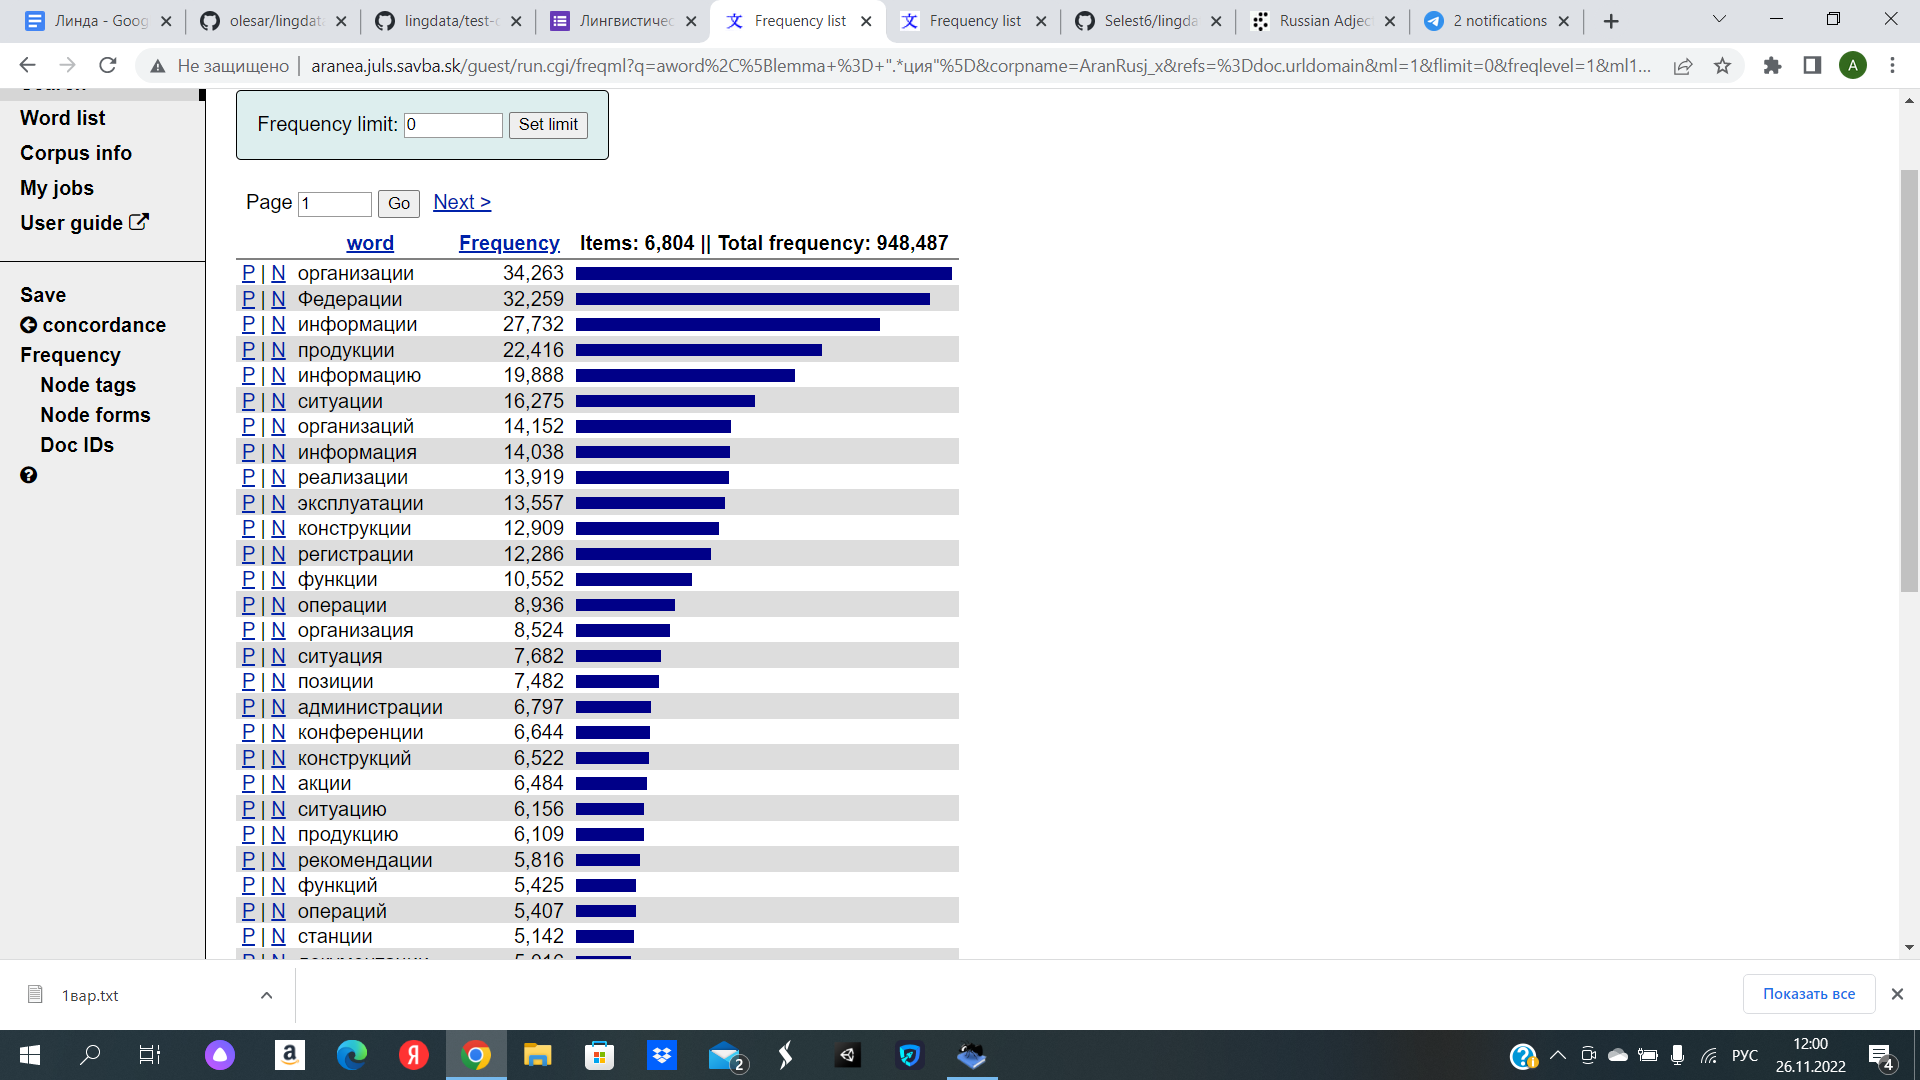 Линда - Goog
olesar/lingdata
lingdata/test-c
Лингвистичес
Frequency list
Frequency list
Selest6/lingda
Russian Adjec
2 notifications
Не защищено
aranea.juls.savba.sk/guest/run.cgi/freqml?q=aword%2C%5Blemma+%3D+".*ция"%5D&corpname=AranRusj_x&refs=%3Ddoc.urldomain&ml=1&flimit=0&freqlevel=1&ml1...
A
Word list
Corpus info
My jobs
User guide
Save
concordance
Frequency
Node tags
Node forms
Doc IDs
?
Frequency limit: 0 Set limit
Page 1 Go Next >
word Frequency Items: 6,804 || Total frequency: 948,487
P | N организации 34,263
P | N Федерации 32,259
P | N информации 27,732
P | N продукции 22,416
P | N информацию 19,888
P | N ситуации 16,275
P | N организаций 14,152
P | N информация 14,038
P | N реализации 13,919
P | N эксплуатации 13,557
P | N конструкции 12,909
P | N регистрации 12,286
P | N функции 10,552
P | N операции 8,936
P | N организация 8,524
P | N ситуация 7,682
P | N позиции 7,482
P | N администрации 6,797
P | N конференции 6,644
P | N конструкций 6,522
P | N акции 6,484
P | N ситуацию 6,156
P | N продукцию 6,109
P | N рекомендации 5,816
P | N функций 5,425
P | N операций 5,407
P | N станции 5,142
1вар.txt
Показать все
a
Я
2
?
РУС
12:00
26.11.2022
4